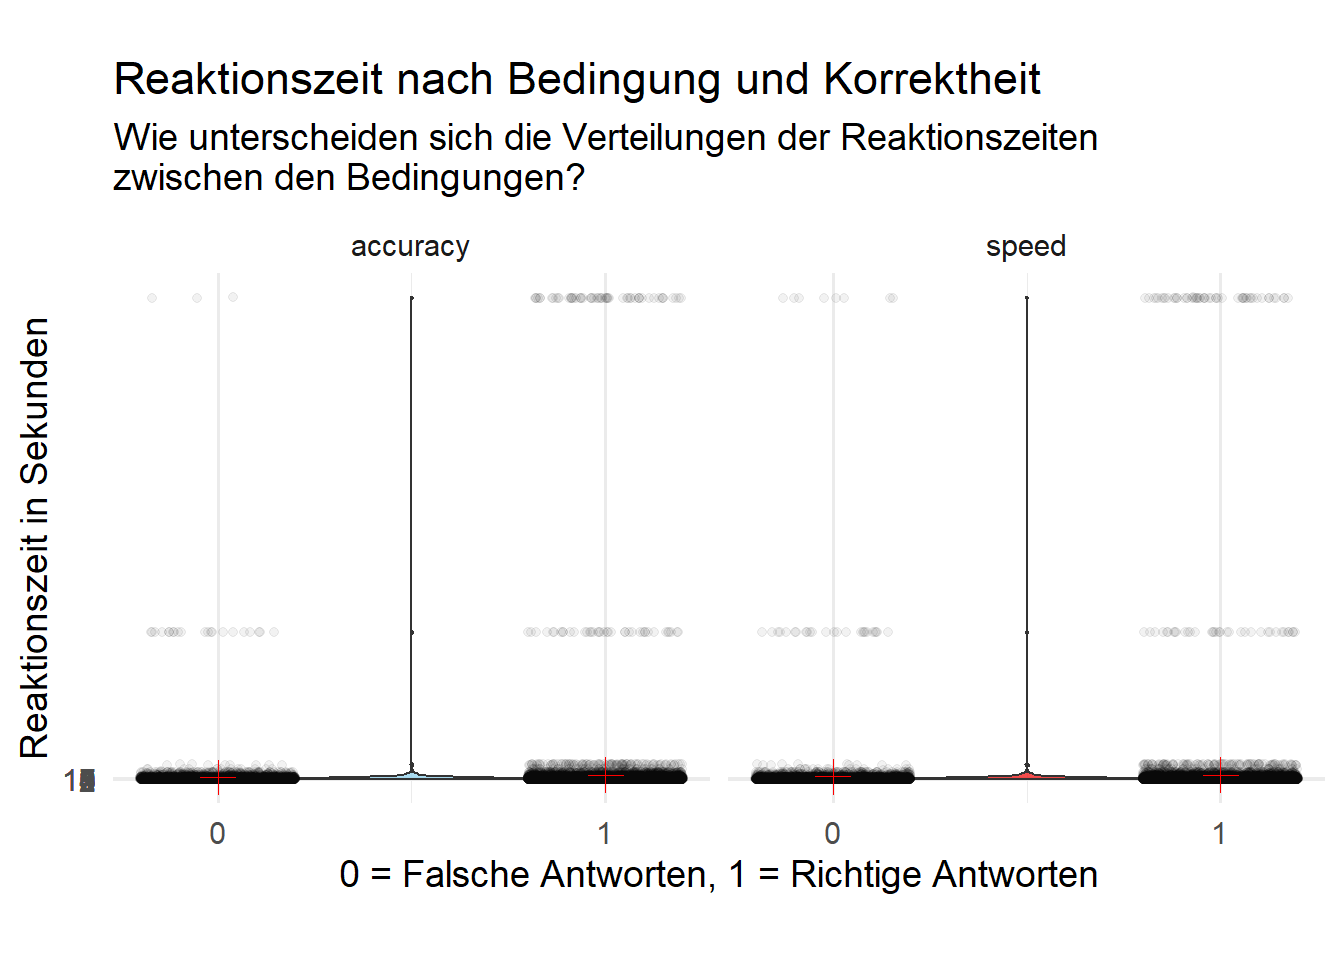 Reaktionszeit nach Bedingung und Korrektheit
Wie unterscheiden sich die Verteilungen der Reaktionszeiten
zwischen den Bedingungen?
accuracy
speed
Reaktionszeit in Sekunden
0
1
0
1
0 = Falsche Antworten, 1 = Richtige Antworten